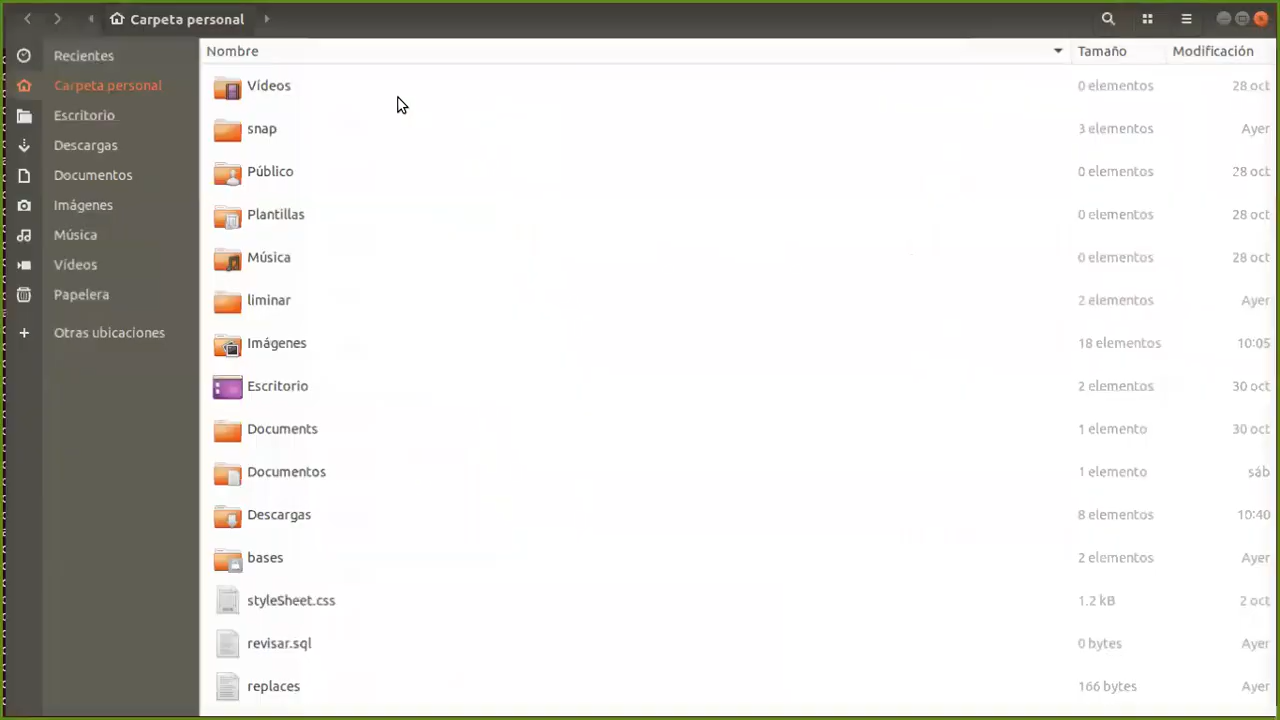 Carpeta personal
Nombre Tamaño Modificación
Recientes
Carpeta personal
Escritorio
Descargas
Documentos
Imágenes
Música
Vídeos
Papelera
Otras ubicaciones
Vídeos 0 elementos 28 oct
snap 3 elementos Ayer
Público 0 elementos 28 oct
Plantillas 0 elementos 28 oct
Música 0 elementos 28 oct
liminar 2 elementos Ayer
Imágenes 18 elementos 10:05
Escritorio 2 elementos 30 oct
Documents 1 elemento 30 oct
Documentos 1 elemento sáb
Descargas 8 elementos 10:40
bases 2 elementos Ayer
styleSheet.css 1.2 kB 2 oct
revisar.sql 0 bytes Ayer
replaces 166 bytes Ayer